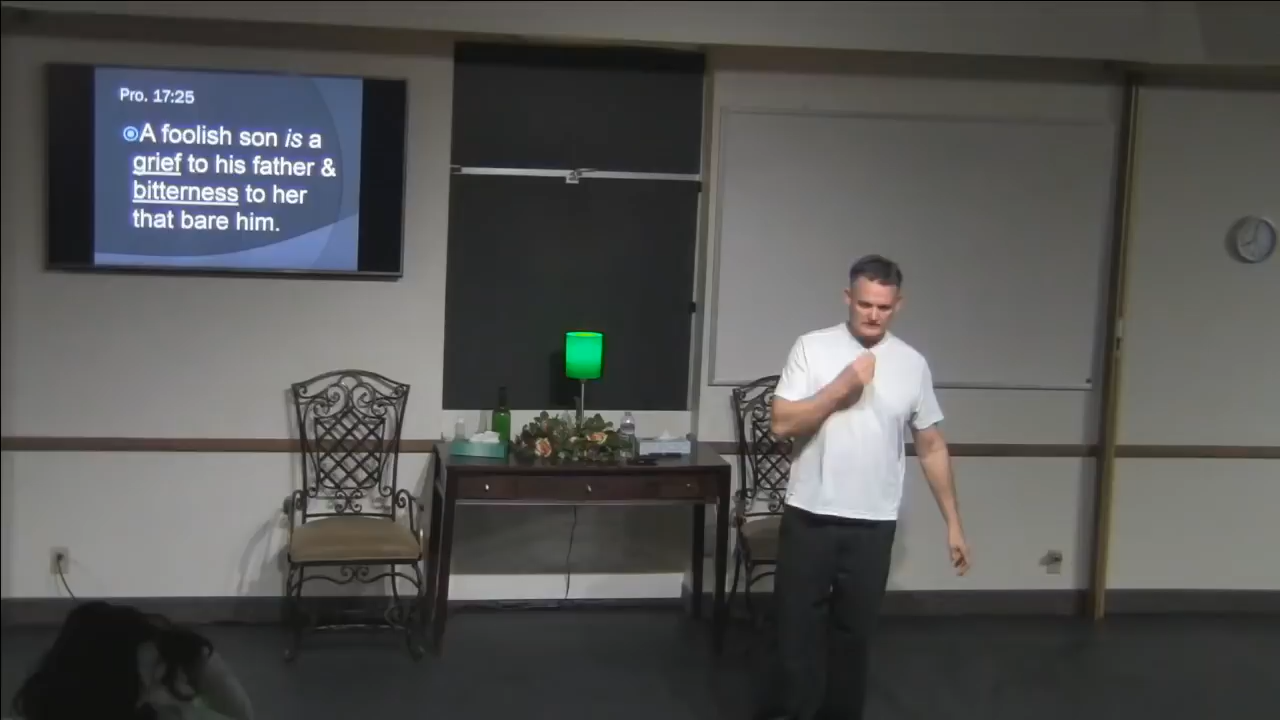 Pro. 17:25
A foolish son is a
grief to his father &
bitterness to her
that bare him.